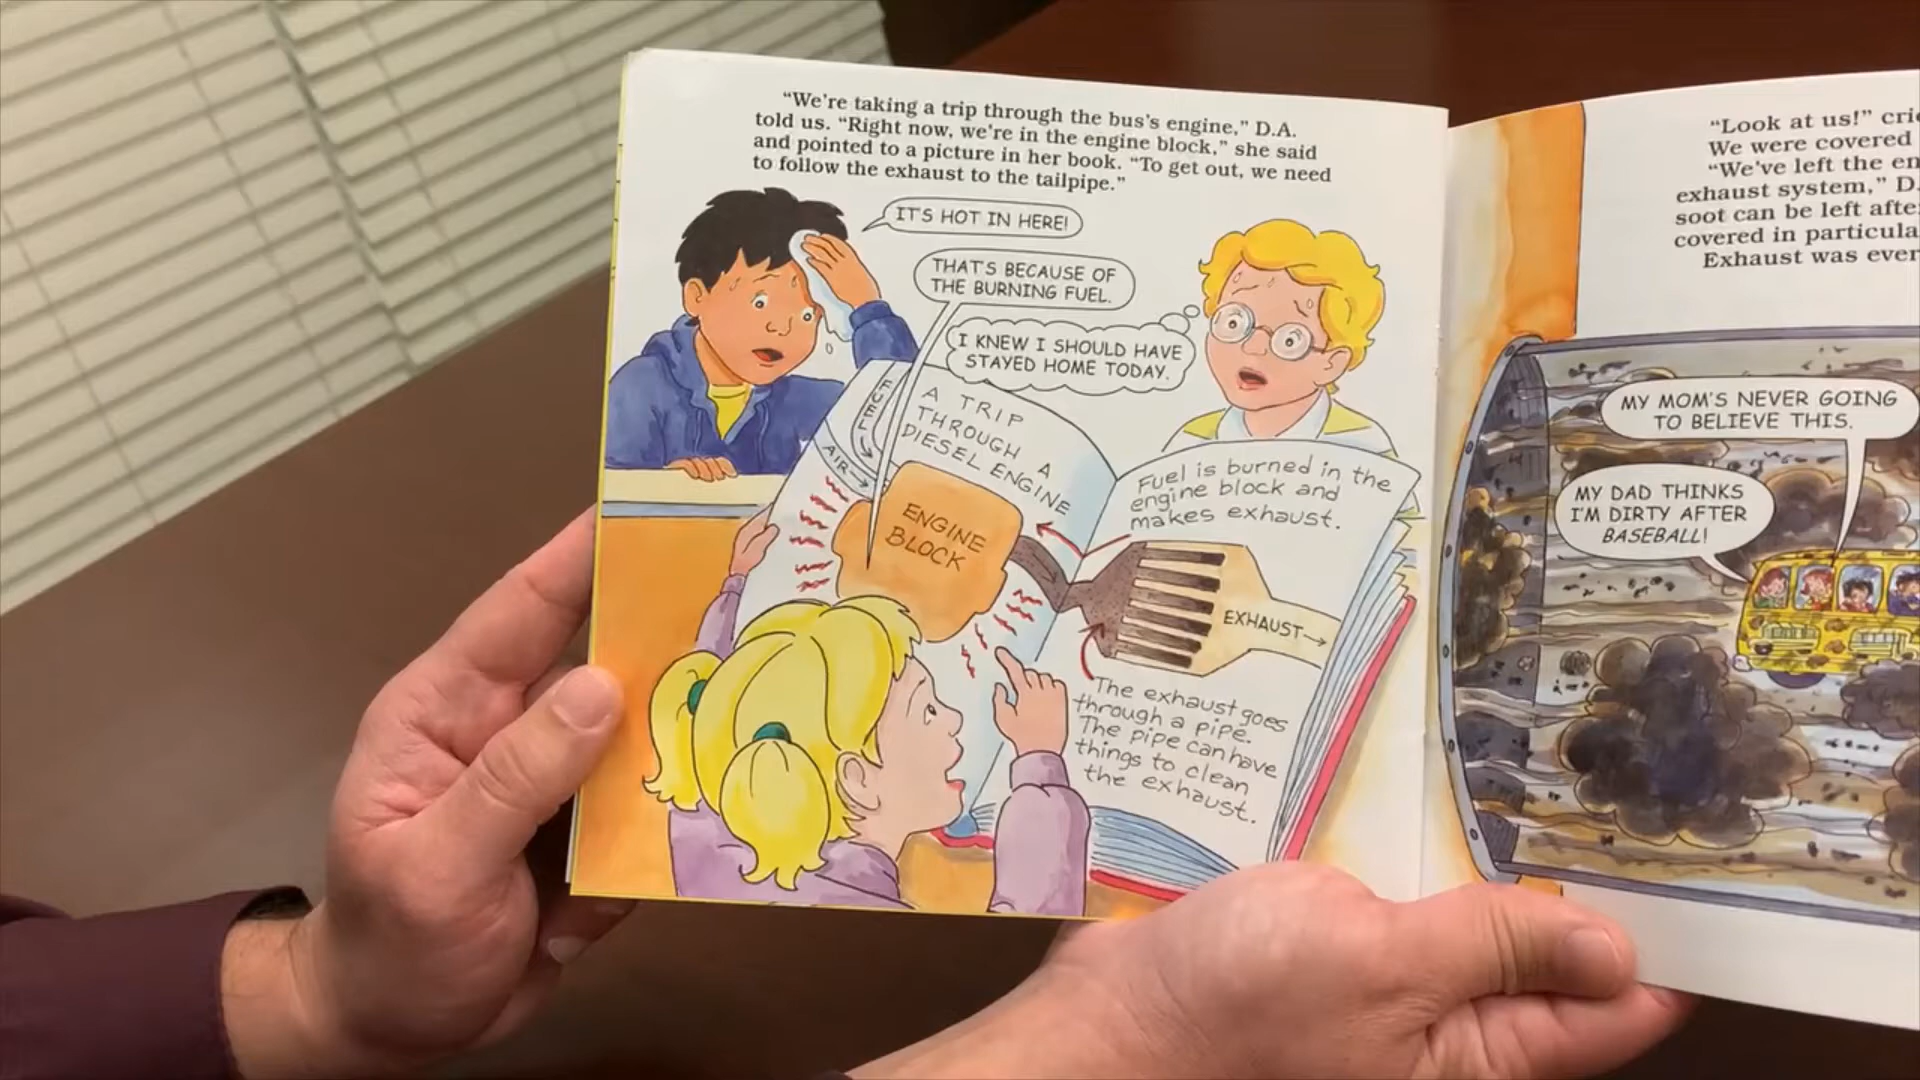 “We’re taking a trip through the bus’s engine,” D.A.
told us. “Right now, we’re in the engine block,” she said
and pointed to a picture in her book. “To get out, we need
to follow the exhaust to the tailpipe.”
IT'S HOT IN HERE!
THAT'S BECAUSE OF
THE BURNING FUEL.
I KNEW I SHOULD HAVE
STAYED HOME TODAY.
FUEL
AIR
A TRIP
THROUGH A
DIESEL ENGINE
ENGINE
BLOCK
Fuel is burned in the
engine block and
makes exhaust.
EXHAUST
The exhaust goes
through a pipe.
The pipe can have
things to clean
the exhaust.
“Look at us!”
We were covered
“We’ve left the
exhaust system,”
soot can be left
covered in
Exhaust was
MY MOM'S NEVER GOING
TO BELIEVE THIS.
MY DAD THINKS
I'M DIRTY AFTER
BASEBALL!